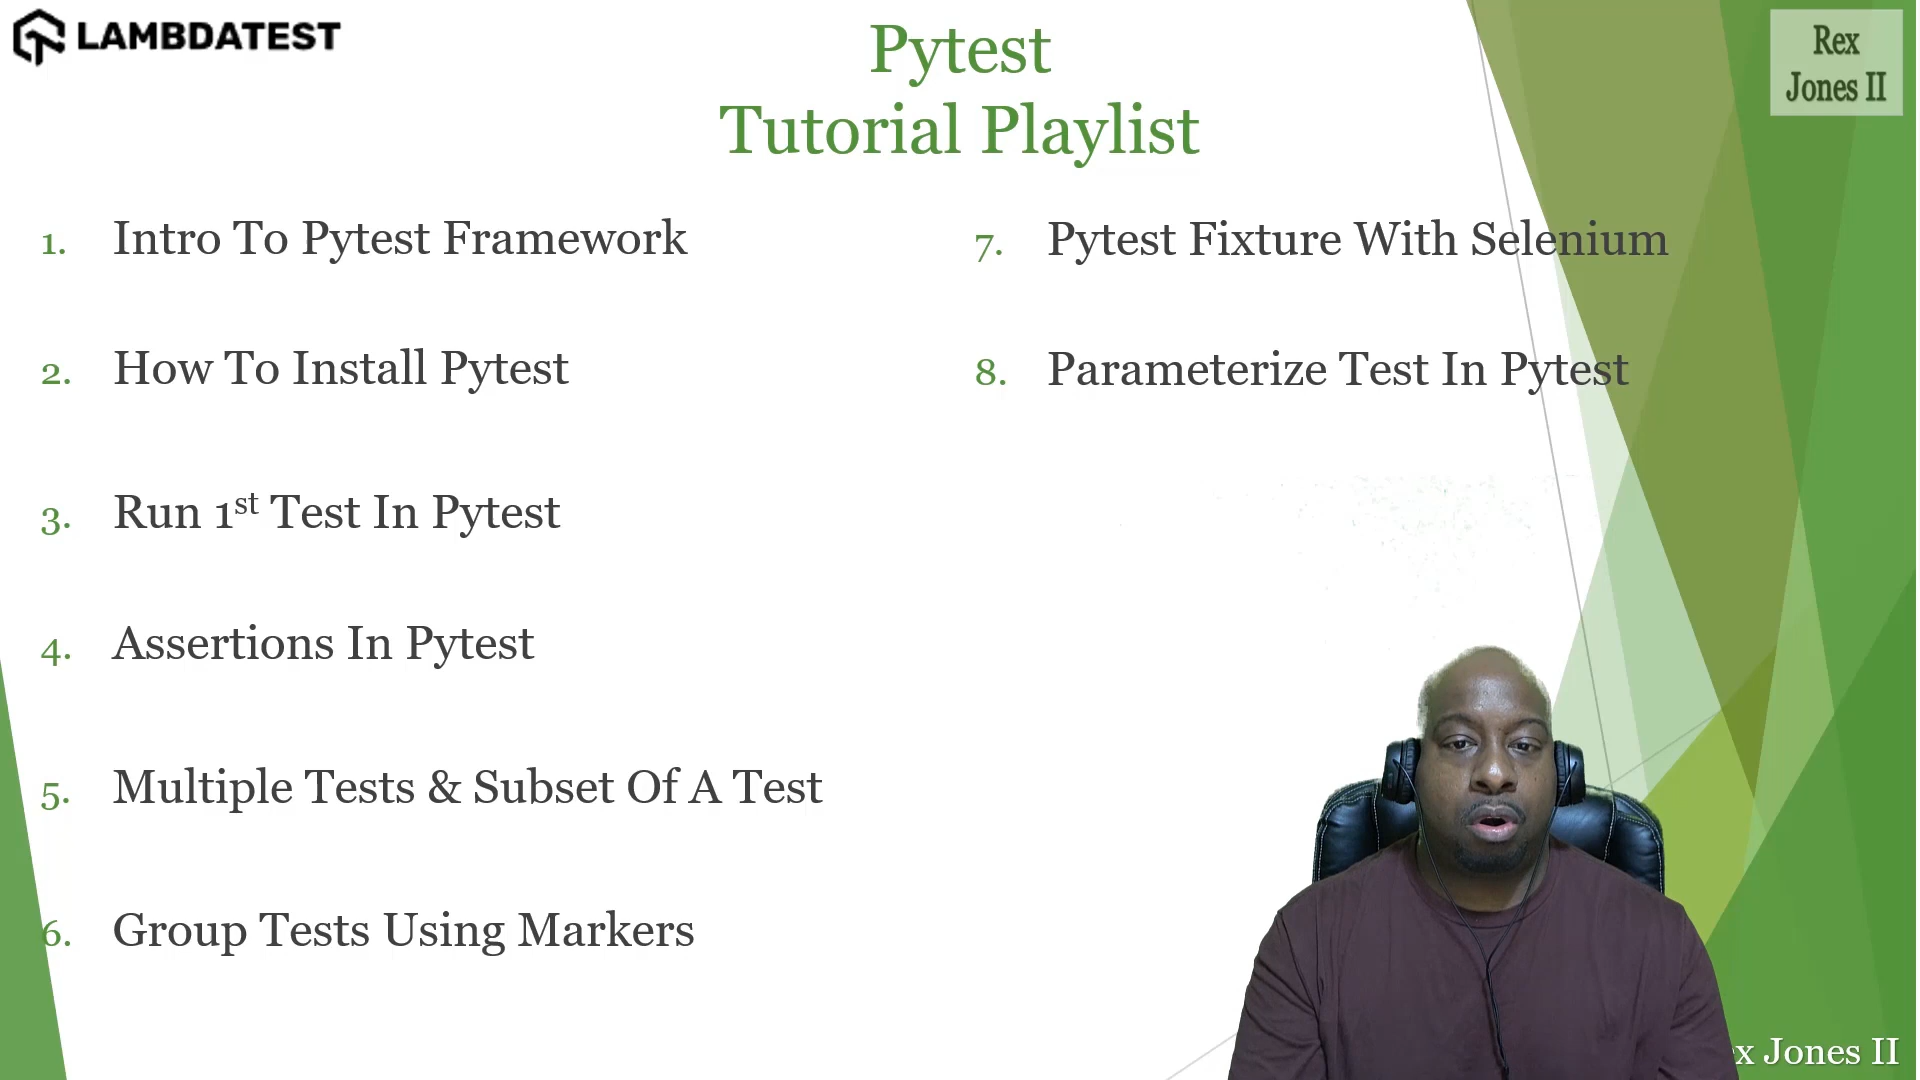 LAMBDATEST
Pytest
Tutorial Playlist
Rex
Jones II
1. Intro To Pytest Framework
2. How To Install Pytest
3. Run 1st Test In Pytest
4. Assertions In Pytest
5. Multiple Tests & Subset Of A Test
6. Group Tests Using Markers
7. Pytest Fixture With Selenium
8. Parameterize Test In Pytest
ex Jones II